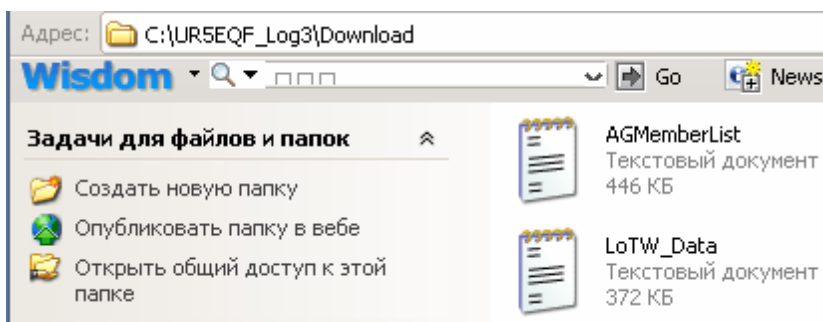 Адрес: C:\UR5EQF_Log3\Download
Wisdom Go News
Задачи для файлов и папок
Создать новую папку
Опубликовать папку в вебе
Открыть общий доступ к этой
папке
AGMemberList
Текстовый документ
446 КБ
LoTW_Data
Текстовый документ
372 КБ